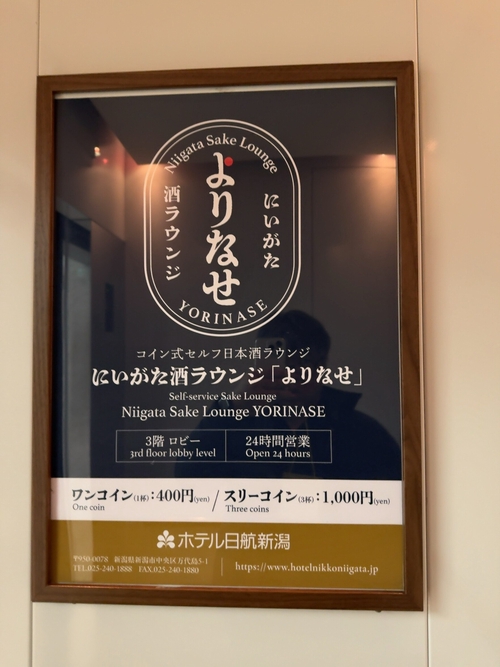 Niigata Sake Lounge
にいがた
よりなせ
酒ラウンジ
YORINASE
コイン式セルフ日本酒ラウンジ
にいがた酒ラウンジ「よりなせ」
Self-service Sake Lounge
Niigata Sake Lounge YORINASE
3階 ロビー
3rd floor lobby level
24時間営業
Open 24 hours
ワンコイン(1杯):400円(yen) / スリーコイン(3杯):1,000円(yen)
One coin Three coins
ホテル日航新潟
〒950-0078 新潟県新潟市中央区万代島5-1
TEL.025-240-1888 FAX.025-240-1880
https://www.hotelnikkoniigata.jp